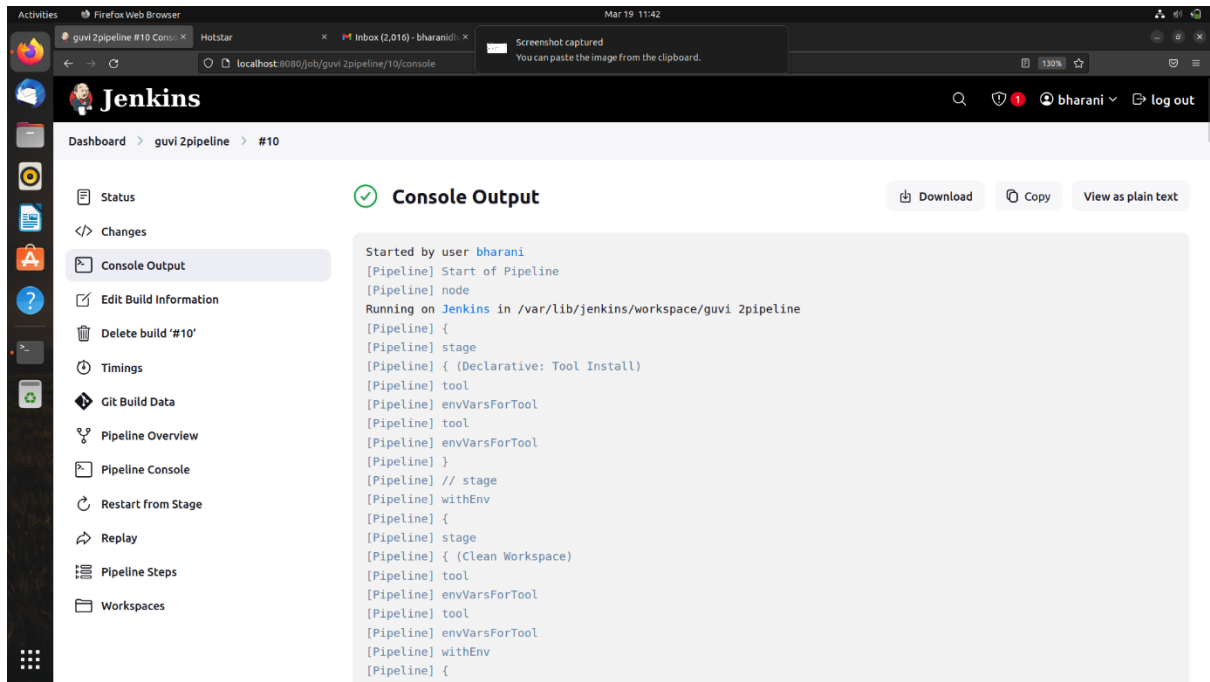 Activities Firefox Web Browser Mar 19 11:42
guvi 2pipeline #10 Conso × Hotstar × Inbox (2,016) - bharanidh ×
Screenshot captured
You can paste the image from the clipboard.
localhost:8080/job/guvi 2pipeline/10/console 130%
Jenkins 1 bharani log out
Dashboard > guvi 2pipeline > #10
Status
Changes
Console Output
Edit Build Information
Delete build ‘#10’
Timings
Git Build Data
Pipeline Overview
Pipeline Console
Restart from Stage
Replay
Pipeline Steps
Workspaces
Console Output Download Copy View as plain text
Started by user bharani
[Pipeline] Start of Pipeline
[Pipeline] node
Running on Jenkins in /var/lib/jenkins/workspace/guvi 2pipeline
[Pipeline] {
[Pipeline] stage
[Pipeline] { (Declarative: Tool Install)
[Pipeline] tool
[Pipeline] envVarsForTool
[Pipeline] tool
[Pipeline] envVarsForTool
[Pipeline] }
[Pipeline] // stage
[Pipeline] withEnv
[Pipeline] {
[Pipeline] stage
[Pipeline] { (Clean Workspace)
[Pipeline] tool
[Pipeline] envVarsForTool
[Pipeline] tool
[Pipeline] envVarsForTool
[Pipeline] withEnv
[Pipeline] {